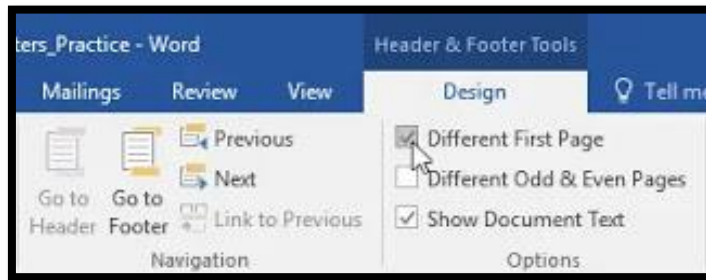 ters_Practice - Word
Header & Footer Tools
Mailings Review View Design Tell me
Go to Header
Go to Footer
Previous
Next
Link to Previous
Navigation
Different First Page
Different Odd & Even Pages
Show Document Text
Options